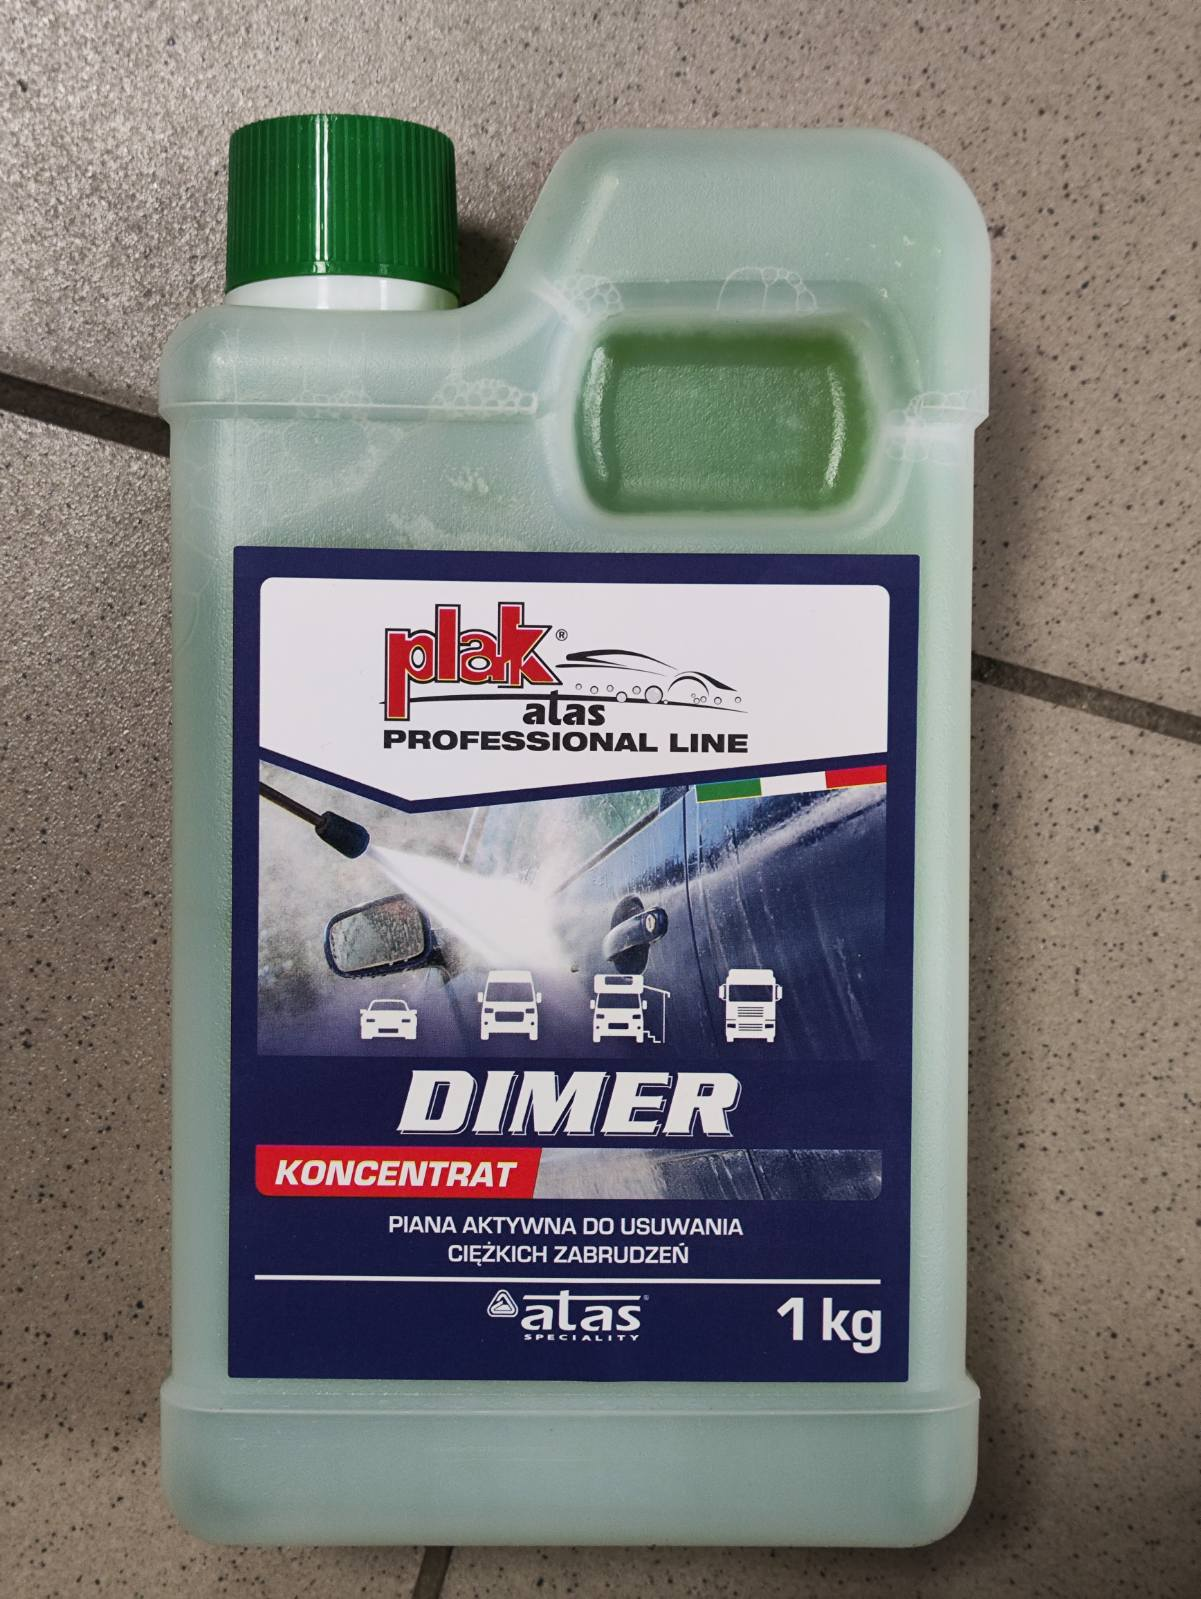 plak®
atas
PROFESSIONAL LINE
DIMER
KONCENTRAT
PIANA AKTYWNA DO USUWANIA
CIĘŻKICH ZABRUDZEŃ
atas®
SPECIALITY
1 kg